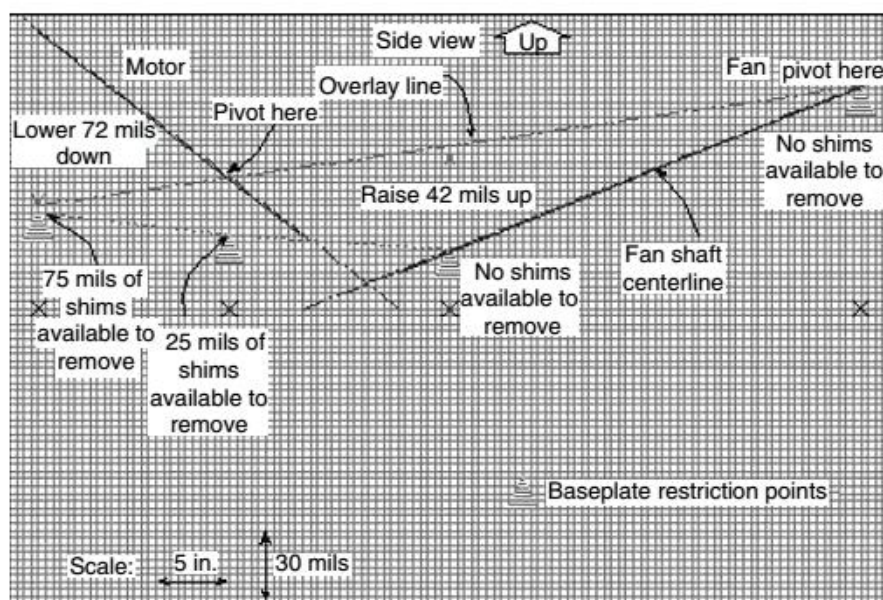 Side view
Up
Motor
Fan
pivot here
Overlay line
Pivot here
Lower 72 mils
down
No shims
available to
remove
Raise 42 mils up
Fan shaft
centerline
75 mils of
shims
available to
remove
No shims
available to
remove
25 mils of
shims
available to
remove
Baseplate restriction points
Scale:
5 in.
30 mils